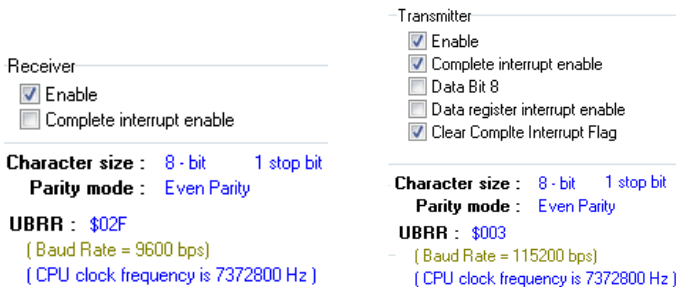 Receiver
Enable
Complete interrupt enable
Character size : 8 - bit 1 stop bit
Parity mode : Even Parity
UBRR : $02F
( Baud Rate = 9600 bps)
( CPU clock frequency is 7372800 Hz )
Transmitter
Enable
Complete interrupt enable
Data Bit 8
Data register interrupt enable
Clear Complte Interrupt Flag
Character size : 8 - bit 1 stop bit
Parity mode : Even Parity
UBRR : $003
( Baud Rate = 115200 bps)
( CPU clock frequency is 7372800 Hz )